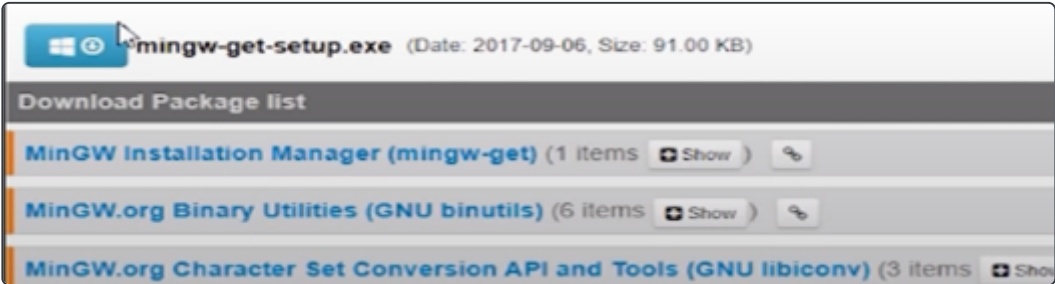 mingw-get-setup.exe (Date: 2017-09-06, Size: 91.00 KB)
Download Package list
MinGW Installation Manager (mingw-get) (1 items Show )
MinGW.org Binary Utilities (GNU binutils) (6 items Show )
MinGW.org Character Set Conversion API and Tools (GNU libiconv) (3 items Sho